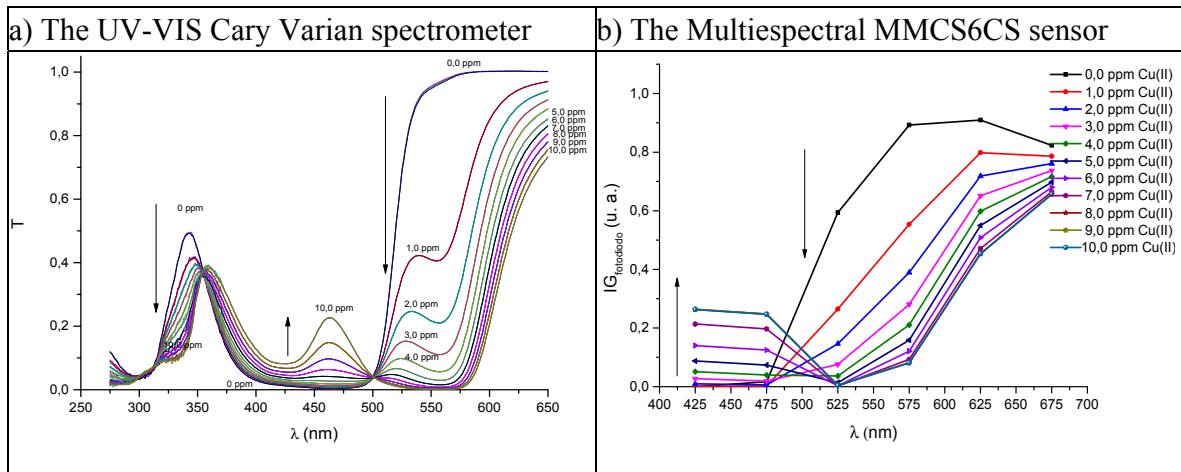 a) The UV-VIS Cary Varian spectrometer
b) The Multiespectral MMCS6CS sensor
1,0
0,8
0,6
0,4
0,2
0,0
T
250 300 350 400 450 500 550 600 650
λ (nm)
0,0 ppm
0 ppm
10,0 ppm
0 ppm
10,0 ppm
1,0 ppm
2,0 ppm
3,0 ppm
4,0 ppm
5,0 ppm
6,0 ppm
7,0 ppm
8,0 ppm
9,0 ppm
10,0 ppm
1,0
0,8
0,6
0,4
0,2
0,0
IG fotodiodo (u. a.)
400 425 450 475 500 525 550 575 600 625 650 675 700
λ (nm)
0,0 ppm Cu(II)
1,0 ppm Cu(II)
2,0 ppm Cu(II)
3,0 ppm Cu(II)
4,0 ppm Cu(II)
5,0 ppm Cu(II)
6,0 ppm Cu(II)
7,0 ppm Cu(II)
8,0 ppm Cu(II)
9,0 ppm Cu(II)
10,0 ppm Cu(II)